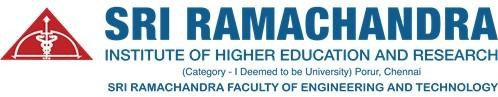 SRI RAMACHANDRA
INSTITUTE OF HIGHER EDUCATION AND RESEARCH
(Category - I Deemed to be University) Porur, Chennai
SRI RAMACHANDRA FACULTY OF ENGINEERING AND TECHNOLOGY